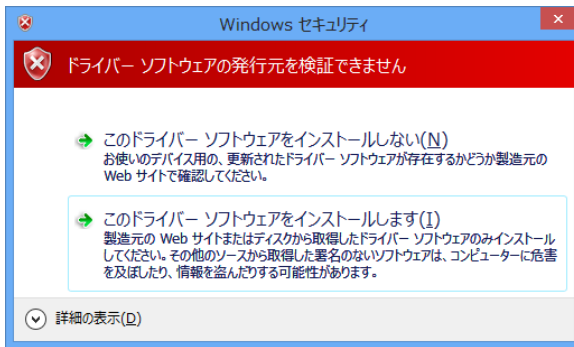 Windows セキュリティ
ドライバー ソフトウェアの発行元を検証できません
このドライバー ソフトウェアをインストールしない(N)
お使いのデバイス用の、更新されたドライバー ソフトウェアが存在するかどうか製造元の
Web サイトで確認してください。
このドライバー ソフトウェアをインストールします(I)
製造元の Web サイトまたはディスクから取得したドライバー ソフトウェアのみインストール
してください。その他のソースから取得した署名のないソフトウェアは、コンピューターに危害
を及ぼしたり、情報を盗んだりする可能性があります。
詳細の表示(D)